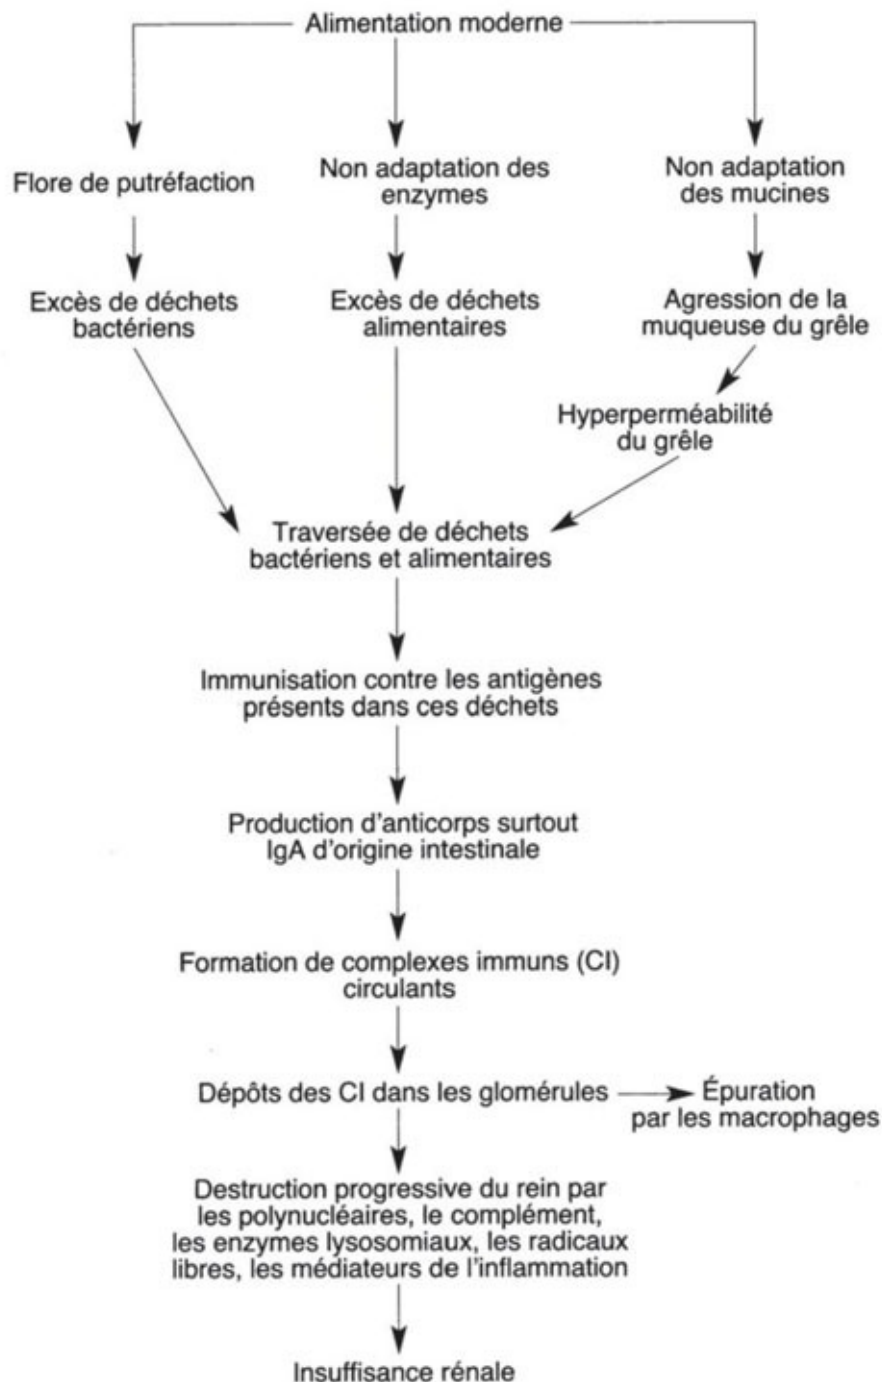 Alimentation moderne
Flore de putréfaction
Non adaptation des
enzymes
Non adaptation
des mucines
Excès de déchets
bactériens
Excès de déchets
alimentaires
Agression de la
muqueuse du grêle
Hyperperméabilité
du grêle
Traversée de déchets
bactériens et alimentaires
Immunisation contre les antigènes
présents dans ces déchets
Production d'anticorps surtout
IgA d'origine intestinale
Formation de complexes immuns (CI)
circulants
Dépôts des CI dans les glomérules
Épuration
par les macrophages
Destruction progressive du rein par
les polynucléaires, le complément,
les enzymes lysosomiaux, les radicaux
libres, les médiateurs de l'inflammation
Insuffisance rénale